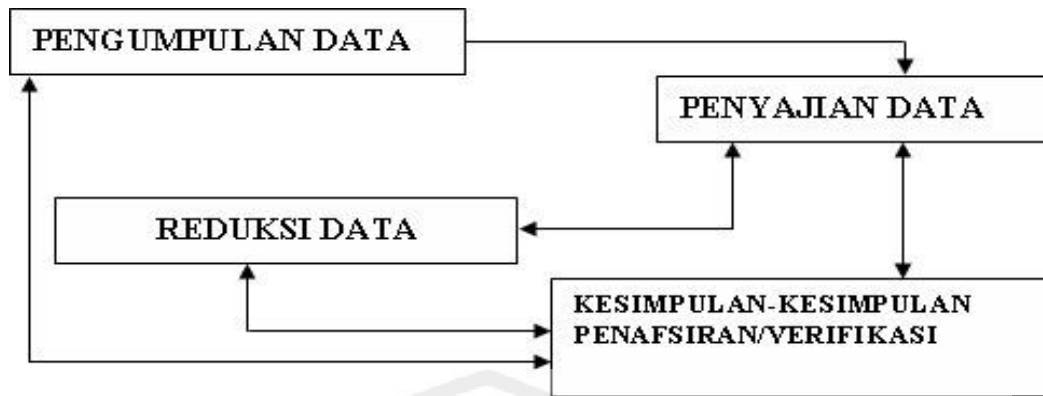 PENGUMPULAN DATA
PENYAJIAN DATA
REDUKSI DATA
KESIMPULAN-KESIMPULAN
PENAFSIRAN/VERIFIKASI